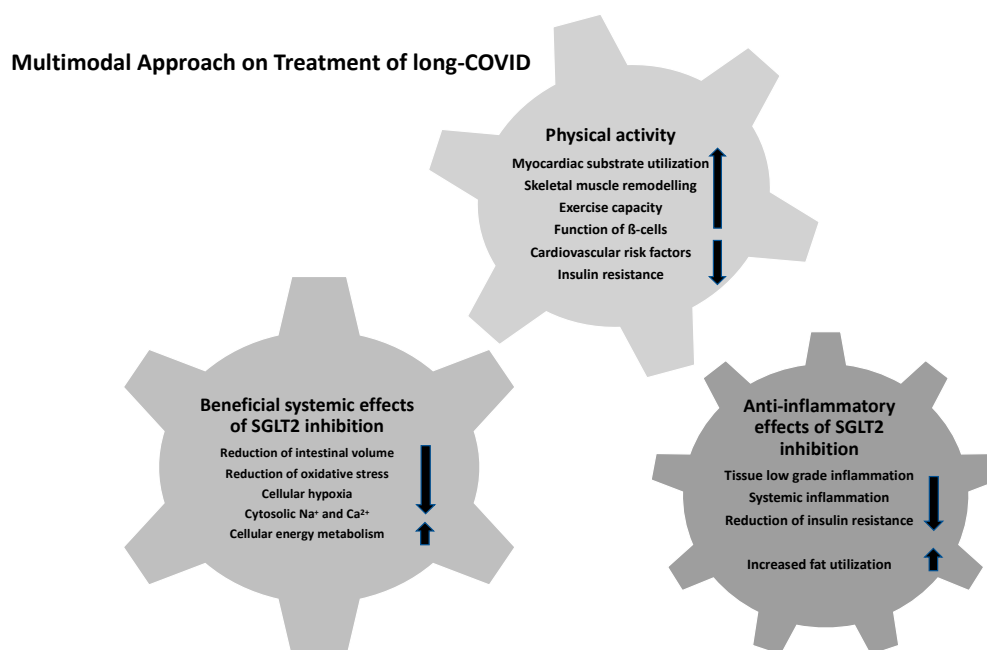 Multimodal Approach on Treatment of long-COVID
Physical activity
Myocardiac substrate utilization
Skeletal muscle remodelling
Exercise capacity
Function of ß-cells
Cardiovascular risk factors
Insulin resistance
Beneficial systemic effects
of SGLT2 inhibition
Reduction of intestinal volume
Reduction of oxidative stress
Cellular hypoxia
Cytosolic Na⁺ and Ca²⁺
Cellular energy metabolism
Anti-inflammatory
effects of SGLT2
inhibition
Tissue low grade inflammation
Systemic inflammation
Reduction of insulin resistance
Increased fat utilization